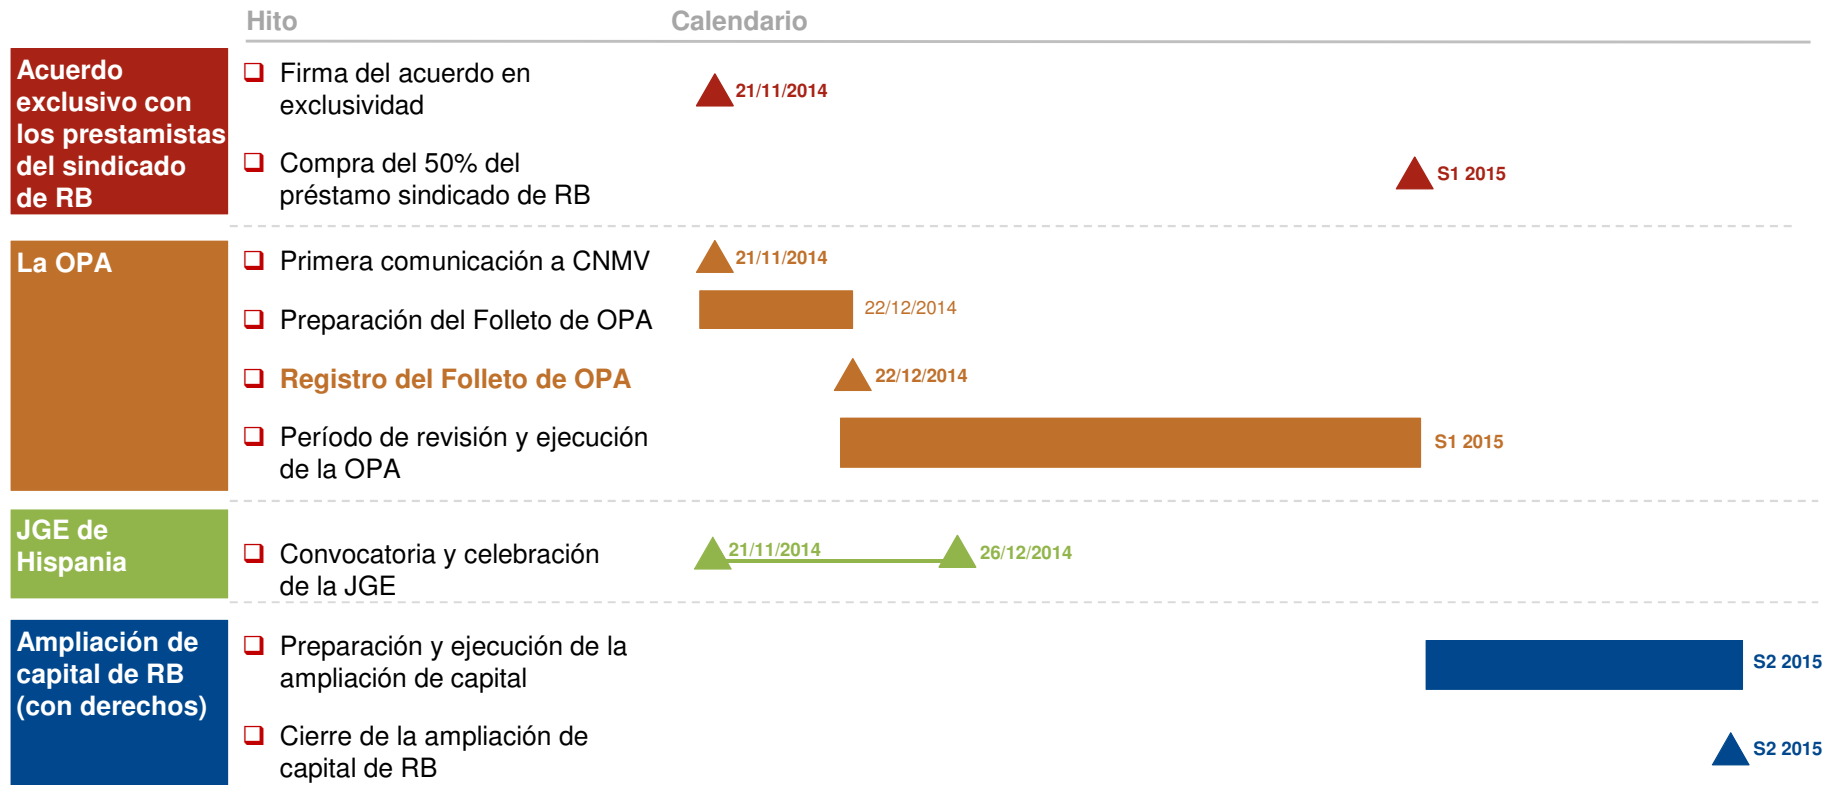 Hito
Calendario
Acuerdo
exclusivo con
los prestamistas
del sindicado
de RB
Firma del acuerdo en
exclusividad
21/11/2014
Compra del 50% del
préstamo sindicado de RB
S1 2015
La OPA
Primera comunicación a CNMV
21/11/2014
Preparación del Folleto de OPA
22/12/2014
Registro del Folleto de OPA
22/12/2014
Período de revisión y ejecución
de la OPA
S1 2015
JGE de
Hispania
Convocatoria y celebración
de la JGE
21/11/2014
26/12/2014
Ampliación de
capital de RB
(con derechos)
Preparación y ejecución de la
ampliación de capital
S2 2015
Cierre de la ampliación de
capital de RB
S2 2015